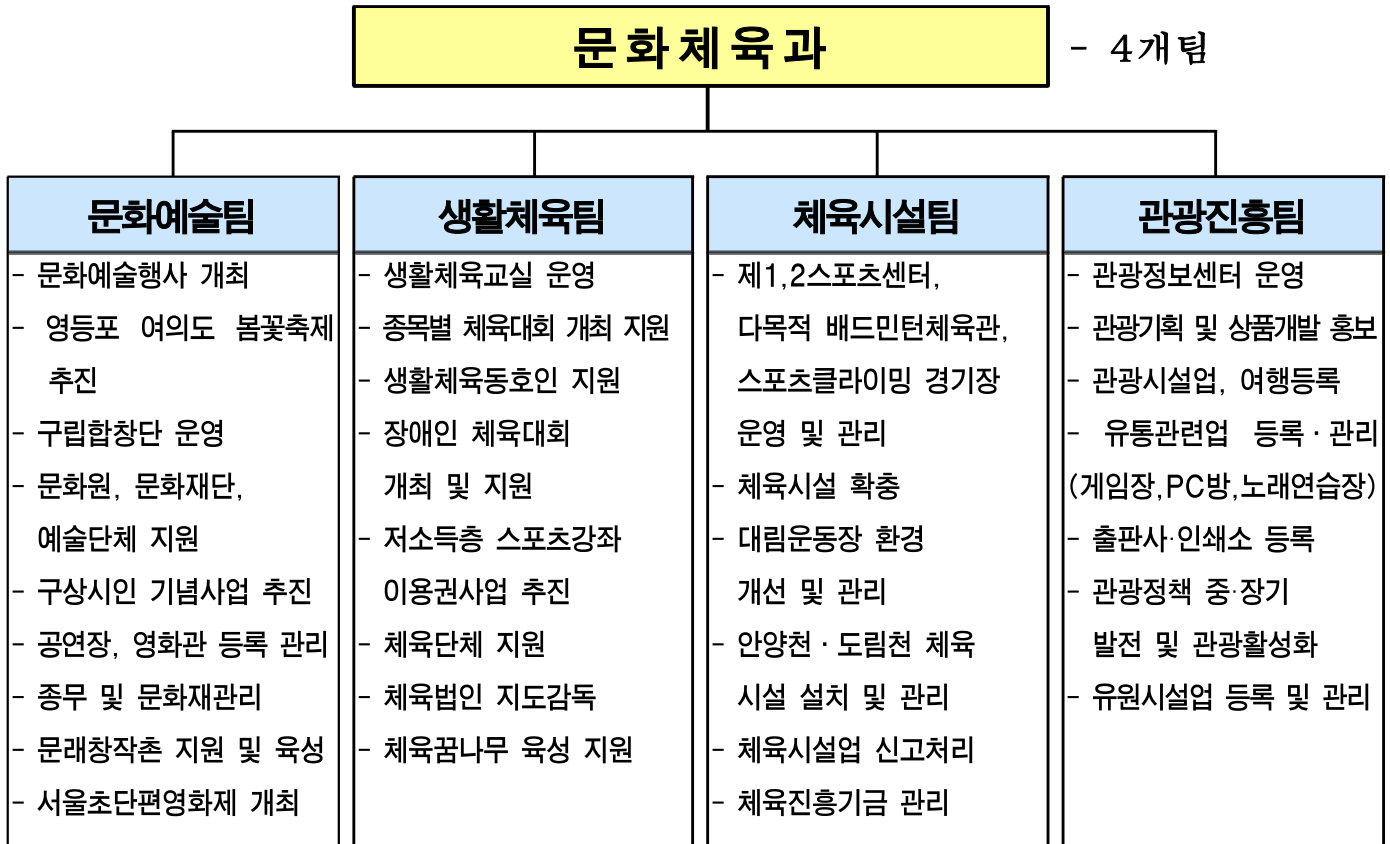 문화체육과
- 4개팀
문화예술팀
- 문화예술행사 개최
- 영등포 여의도 봄꽃축제
추진
- 구립합창단 운영
- 문화원, 문화재단,
예술단체 지원
- 구상시인 기념사업 추진
- 공연장, 영화관 등록 관리
- 종무 및 문화재관리
- 문래창작촌 지원 및 육성
- 서울초단편영화제 개최
생활체육팀
- 생활체육교실 운영
- 종목별 체육대회 개최 지원
- 생활체육동호인 지원
- 장애인 체육대회
개최 및 지원
- 저소득층 스포츠강좌
이용권사업 추진
- 체육단체 지원
- 체육법인 지도감독
- 체육꿈나무 육성 지원
체육시설팀
- 제1,2스포츠센터,
다목적 배드민턴체육관,
스포츠클라이밍 경기장
운영 및 관리
- 체육시설 확충
- 대림운동장 환경
개선 및 관리
- 안양천·도림천 체육
시설 설치 및 관리
- 체육시설업 신고처리
- 체육진흥기금 관리
관광진흥팀
- 관광정보센터 운영
- 관광기획 및 상품개발 홍보
- 관광시설업, 여행등록
- 유통관련업 등록·관리
(게임장,PC방,노래연습장)
- 출판사·인쇄소 등록
- 관광정책 중·장기
발전 및 관광활성화
- 유원시설업 등록 및 관리